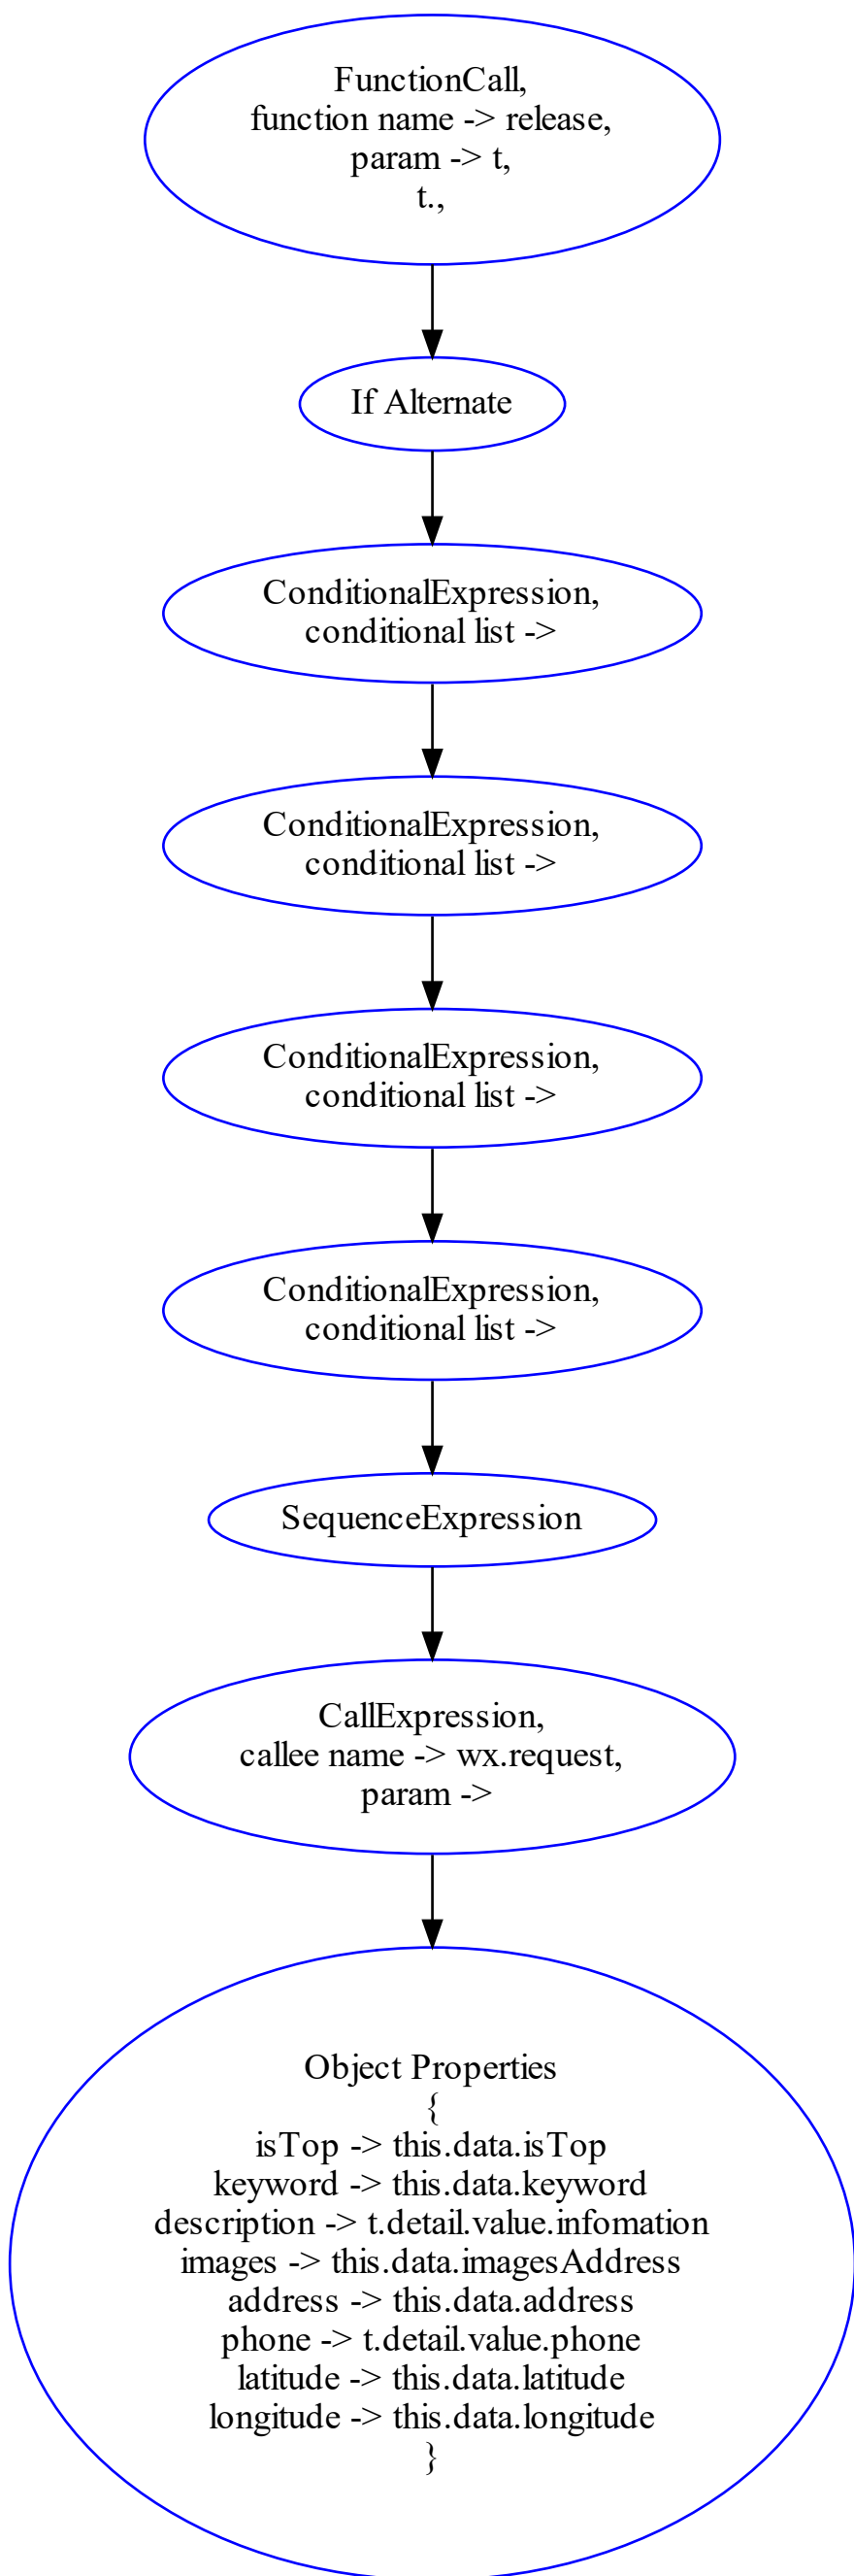 FunctionCall,
function name -> release,
param -> t,
t.,
If Alternate
ConditionalExpression,
conditional list ->
ConditionalExpression,
conditional list ->
ConditionalExpression,
conditional list ->
ConditionalExpression,
conditional list ->
SequenceExpression
CallExpression,
callee name -> wx.request,
param ->
Object Properties
{
isTop -> this.data.isTop
keyword -> this.data.keyword
description -> t.detail.value.infomation
images -> this.data.imagesAddress
address -> this.data.address
phone -> t.detail.value.phone
latitude -> this.data.latitude
longitude -> this.data.longitude
}